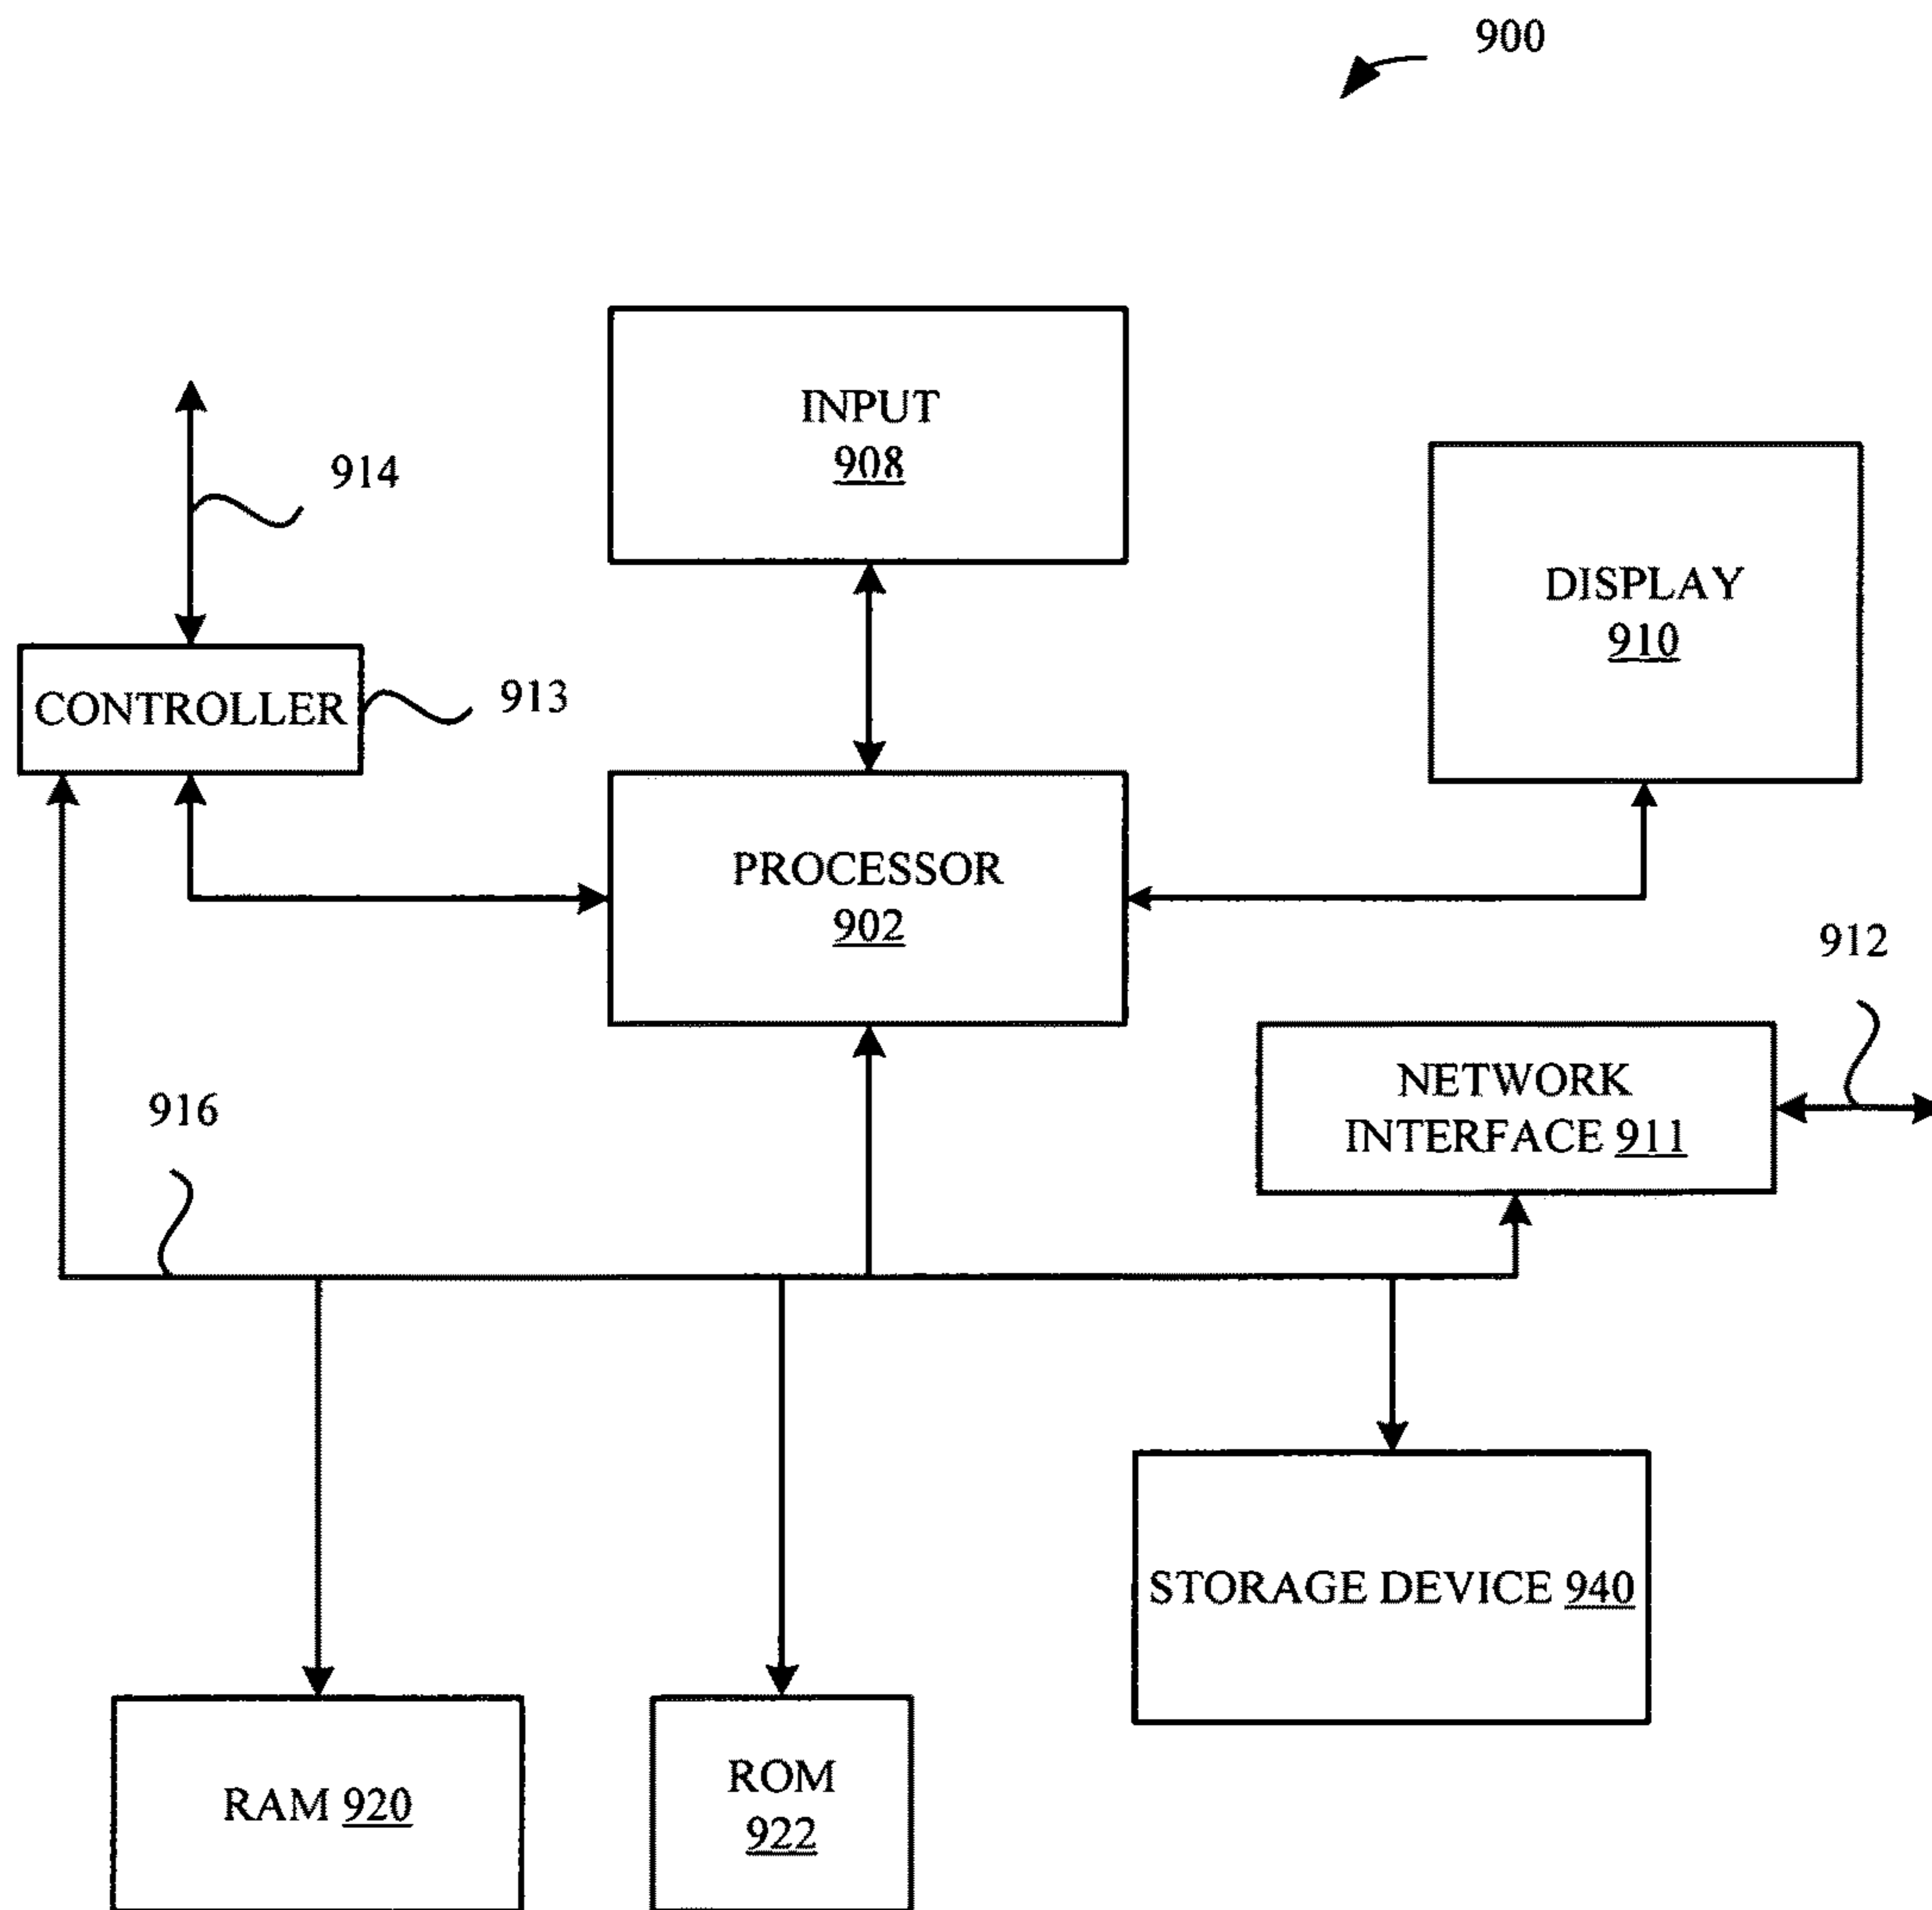 900
INPUT
908
914
DISPLAY
910
CONTROLLER
913
PROCESSOR
902
912
NETWORK
INTERFACE 911
916
STORAGE DEVICE 940
RAM 920
ROM
922